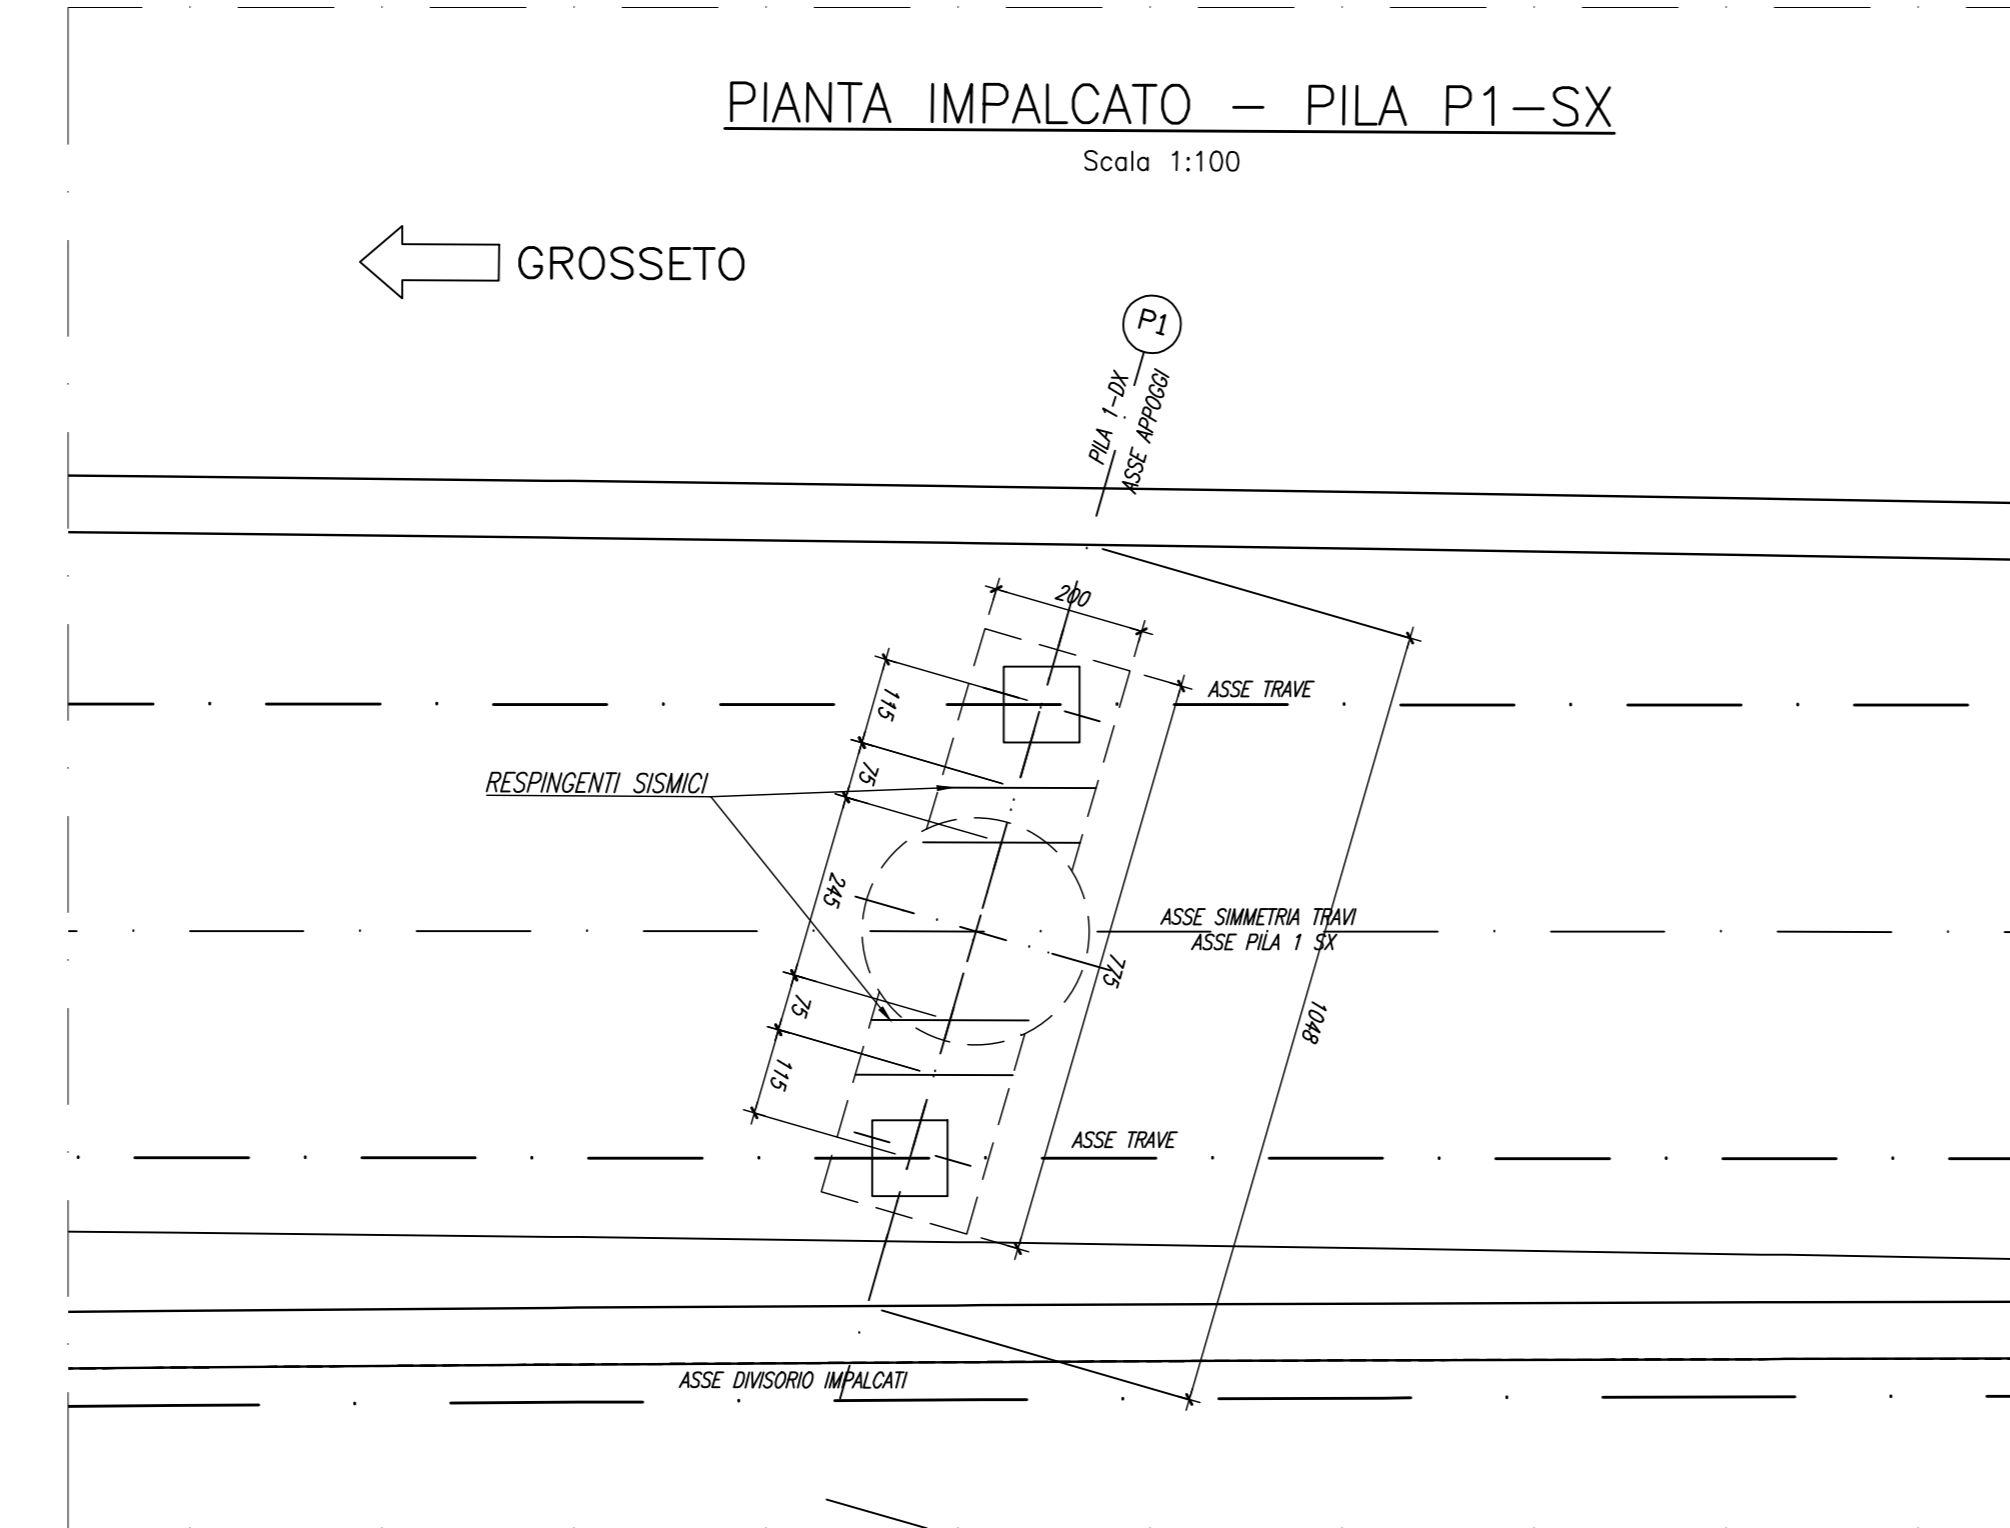 PIANTA IMPALCATO - PILA P1-SX
Scala 1:100
GROSSETO
P1
PILA 1-DX
ASSE APPOGGI
200
115
ASSE TRAVE
75
RESPINGENTI SISMICI
245
ASSE SIMMETRIA TRAVI
ASSE PILA 1 SX
775
75
1048
115
ASSE TRAVE
ASSE DIVISORIO IMPALCATI